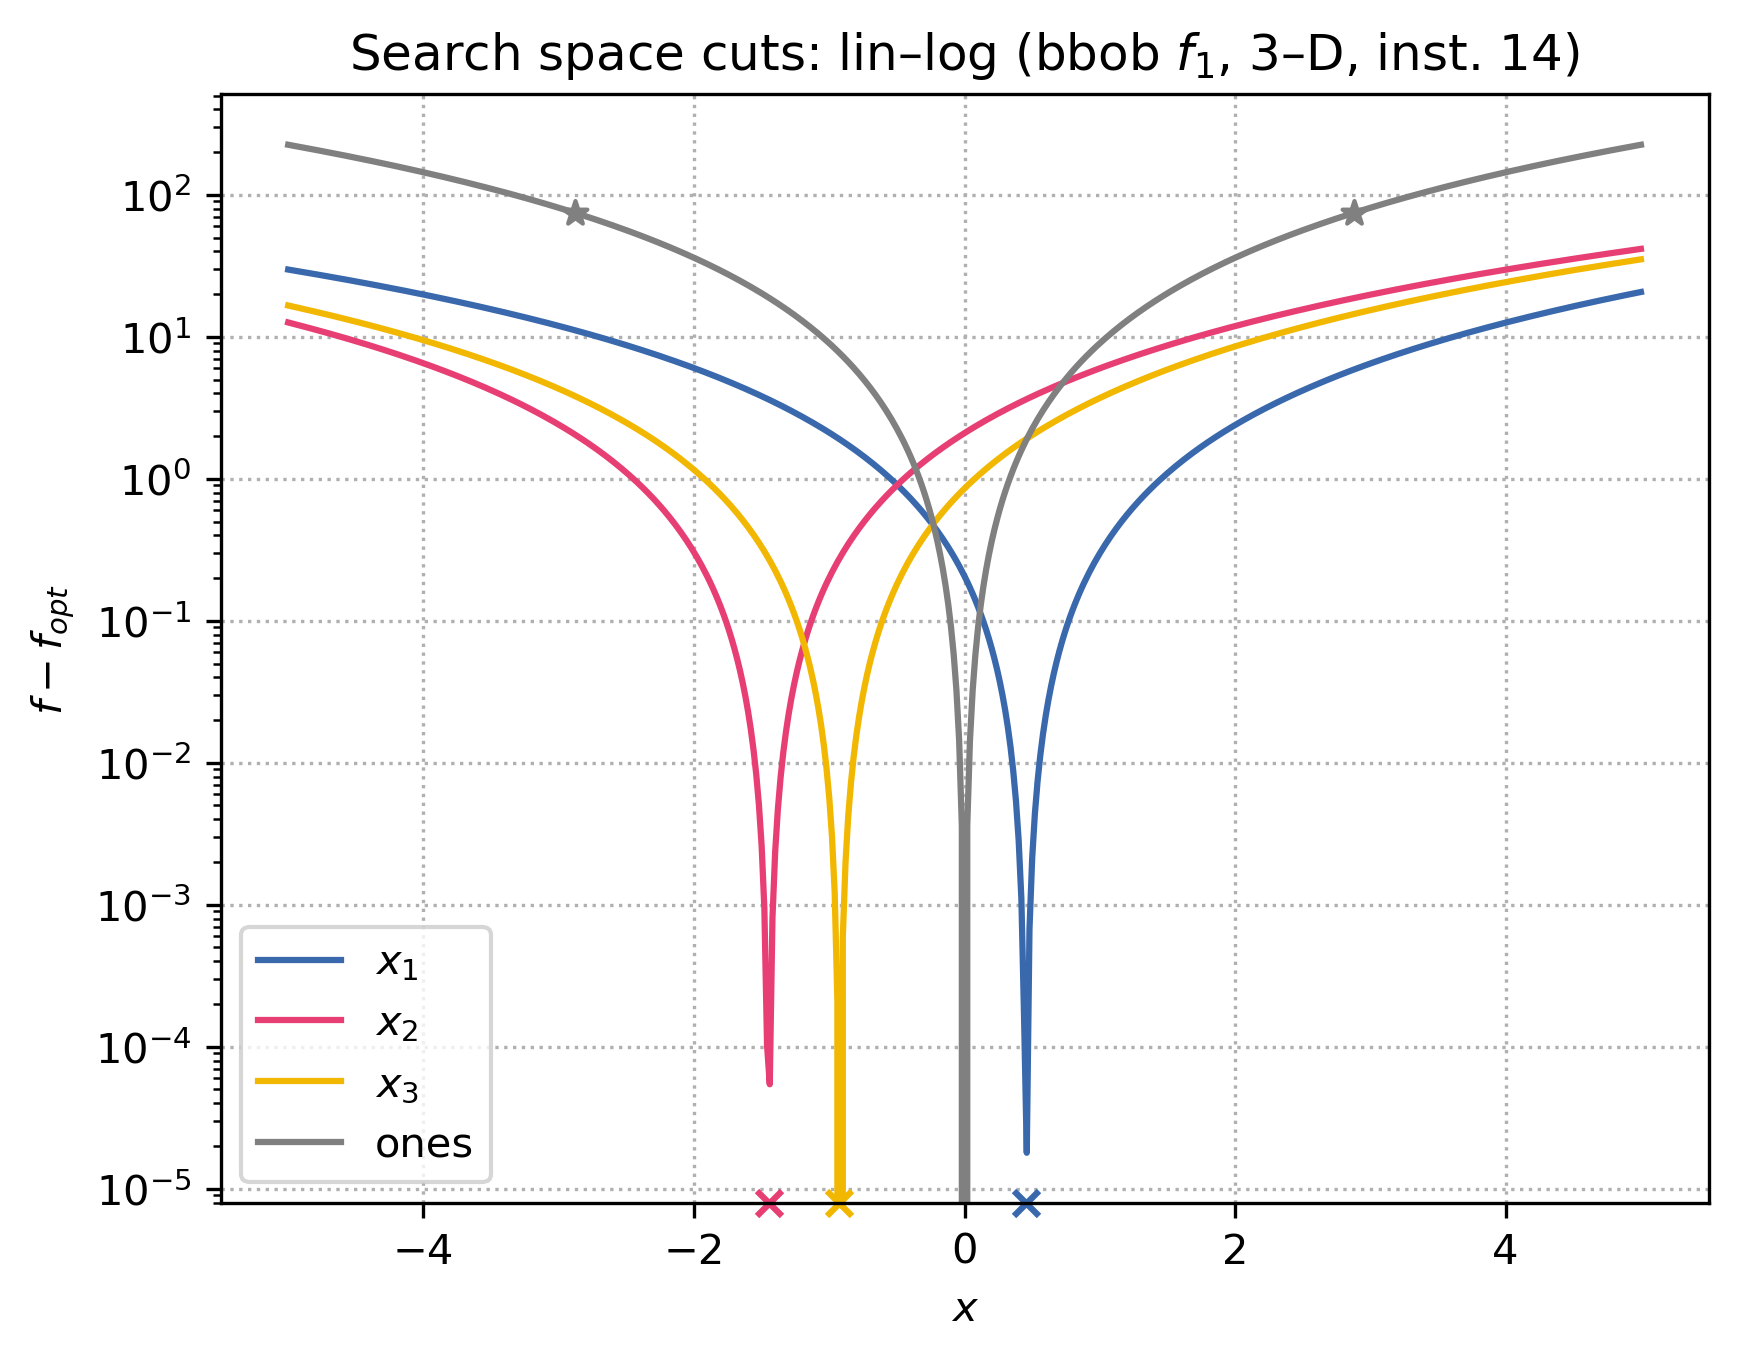 Search space cuts: lin–log (bbob f₁, 3–D, inst. 14)
f − f_opt
10²
10¹
10⁰
10⁻¹
10⁻²
10⁻³
10⁻⁴
10⁻⁵
x₁
x₂
x₃
ones
−4 −2 0 2 4
x